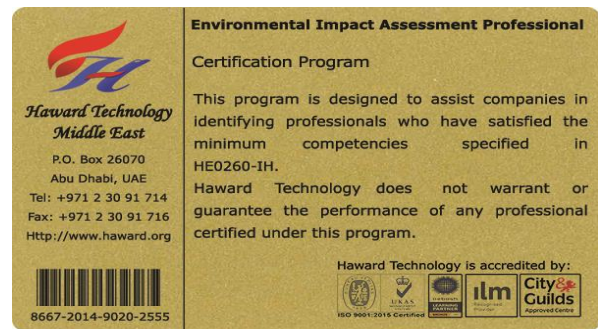 Haward Technology
Middle East
P.O. Box 26070
Abu Dhabi, UAE
Tel: +971 2 30 91 714
Fax: +971 2 30 91 716
Http://www.haward.org
8667-2014-9020-2555
Environmental Impact Assessment Professional
Certification Program
This program is designed to assist companies in
identifying professionals who have satisfied the
minimum competencies specified in
HE0260-IH.
Haward Technology does not warrant or
guarantee the performance of any professional
certified under this program.
Haward Technology is accredited by:
UKAS
ilm
City&
Guilds
Approved Centre
ISO 9001:2015 Certified